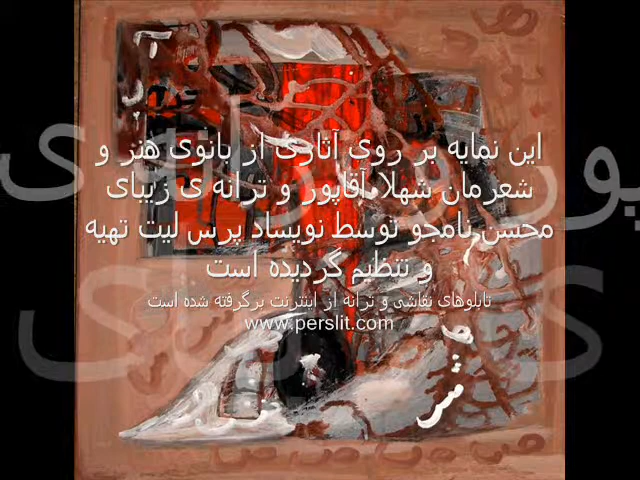 این نمایه بر روی آثاری از بانوی هنر و
شعرمان شهلا آقاپور و ترانه ی زیبای
محسن نامجو توسط نویساد پرس لیت تهیه
و تنظیم گردیده است
تابلوهای نقاشی و ترانه از اینترنت برگرفته شده است
www.perslit.com